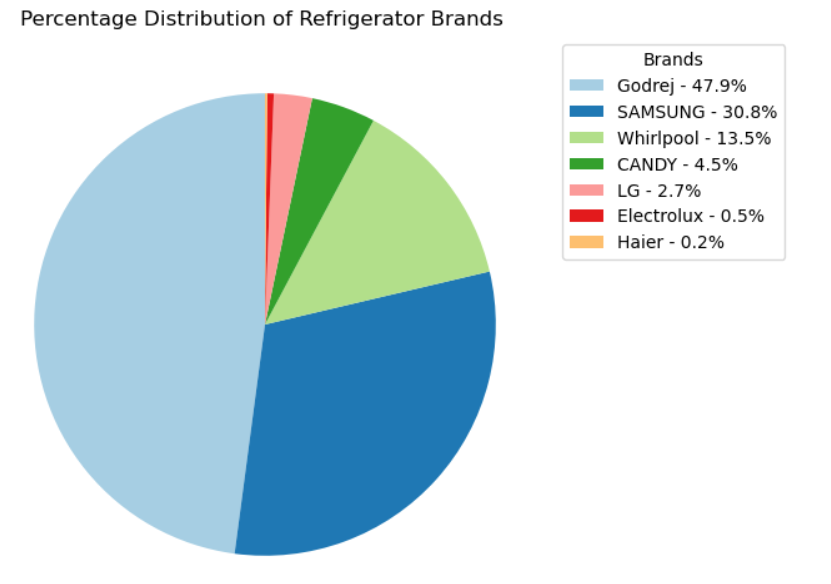 Percentage Distribution of Refrigerator Brands
Brands
Godrej - 47.9%
SAMSUNG - 30.8%
Whirlpool - 13.5%
CANDY - 4.5%
LG - 2.7%
Electrolux - 0.5%
Haier - 0.2%